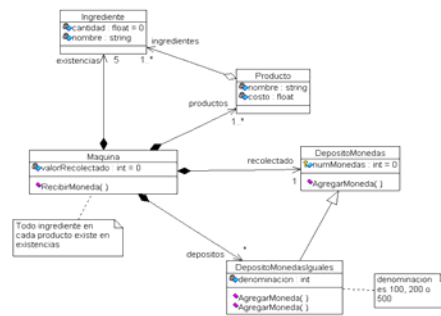 Ingrediente
cantidad : float = 0
nombre : string
existencias
5
1..*
ingredientes
Producto
nombre : string
costo : float
productos
1..*
Maquina
valorRecolectado : int = 0
RecibirMoneda( )
recolectado
1
DepositoMonedas
numMonedas : int = 0
AgregarMoneda( )
Todo ingrediente en
cada producto existe en
existencias
depositos
*
DepositoMonedasIguales
denominacion : int
AgregarMoneda( )
AgregarMoneda( )
denominacion
es 100, 200 o
500